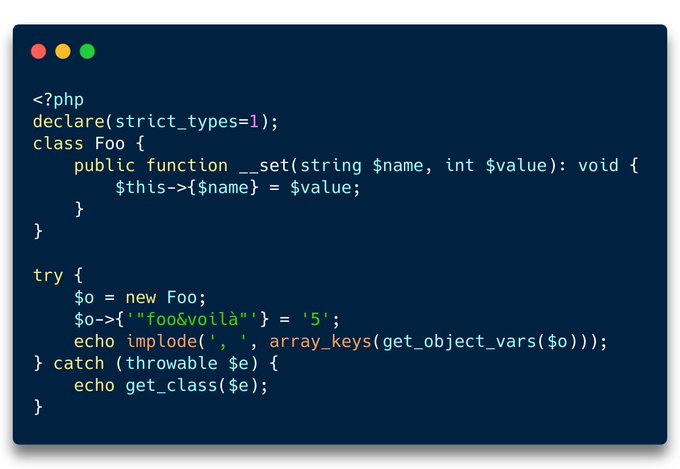 <?php
declare(strict_types=1);
class Foo {
    public function __set(string $name, int $value): void {
        $this->{$name} = $value;
    }
}

try {
    $o = new Foo;
    $o->{'"foo&voilà"'} = '5';
    echo implode(', ', array_keys(get_object_vars($o)));
} catch (throwable $e) {
    echo get_class($e);
}